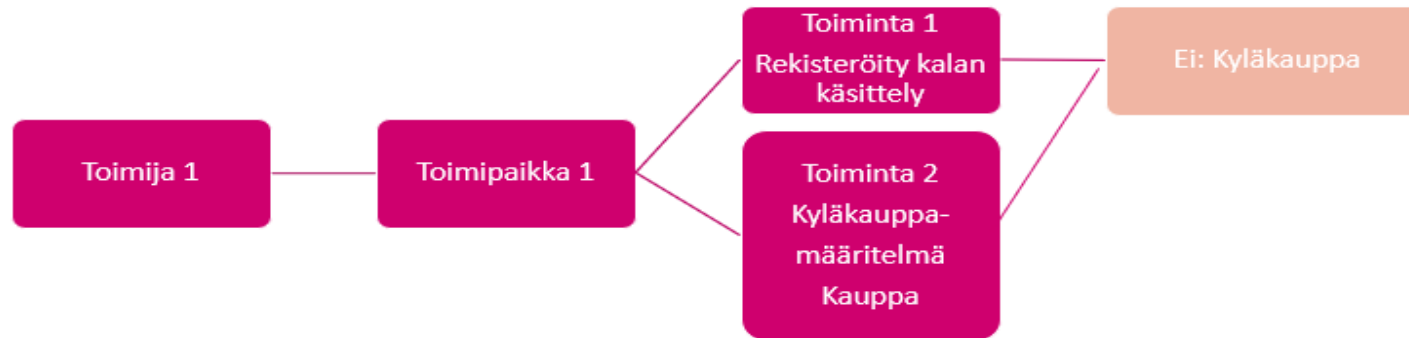 Toimija 1
Toimipaikka 1
Toiminta 1
Rekisteröity kalan
käsittely
Toiminta 2
Kyläkauppa-
määritelmä
Kauppa
Ei: Kyläkauppa